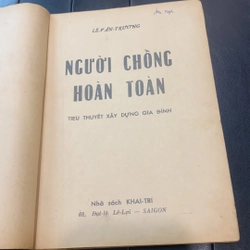 LÊ-VĂN-TRƯƠNG
NGƯỜI CHỒNG
HOÀN TOÀN
TIỂU THUYẾT XÂY DỰNG GIA ĐÌNH
Nhà sách KHAI-TRÍ
62, Đại-lộ Lê-Lợi — SAIGON